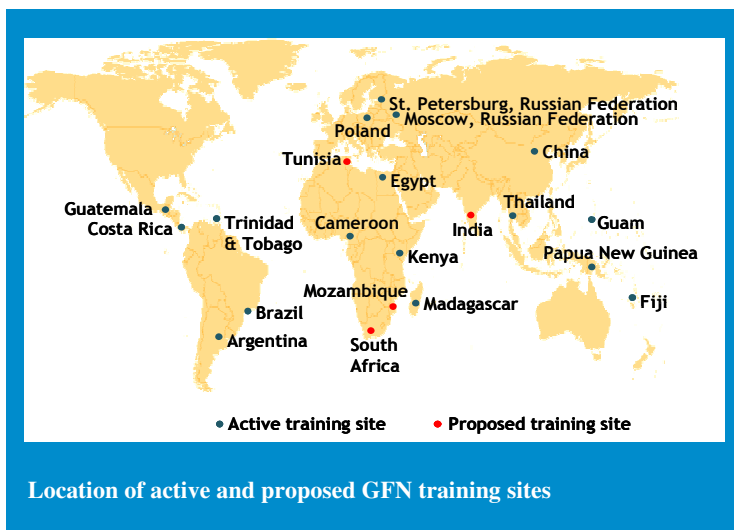 St. Petersburg, Russian Federation
Moscow, Russian Federation
Poland
China
Tunisia
Egypt
Guatemala
Costa Rica
Trinidad
& Tobago
Cameroon
Thailand
India
Guam
Kenya
Papua New Guinea
Mozambique
Madagascar
Fiji
Brazil
Argentina
South
Africa
Active training site
Proposed training site
Location of active and proposed GFN training sites